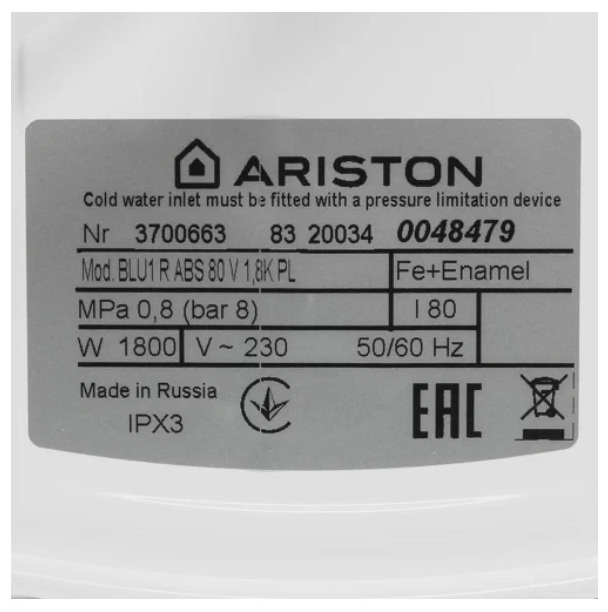 ARISTON
Cold water inlet must be fitted with a pressure limitation device
Nr 3700663 83 20034 0048479
Mod. BLU1 R ABS 80 V 1,8K PL Fe+Enamel
MPa 0,8 (bar 8) l 80
W 1800 V ~ 230 50/60 Hz
Made in Russia
IPX3
EAC